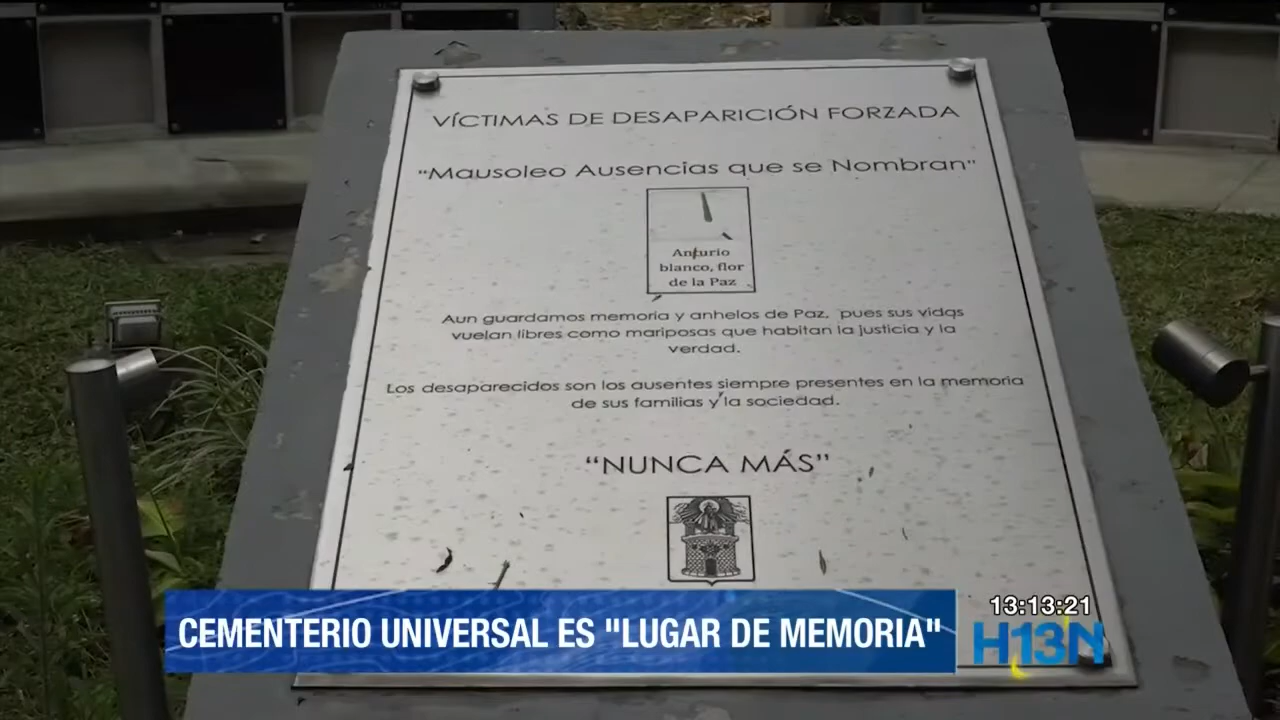 VÍCTIMAS DE DESAPARICIÓN FORZADA
"Mausoleo Ausencias que se Nombran"
Anturio
blanco, flor
de la Paz
Aun guardamos memoria y anhelos de Paz, pues sus vidas
vuelan libres como mariposas que habitan la justicia y la
verdad.
Los desaparecidos son los ausentes siempre presentes en la memoria
de sus familias y la sociedad.
"NUNCA MÁS"
CEMENTERIO UNIVERSAL ES "LUGAR DE MEMORIA"
13:13:21
H13N